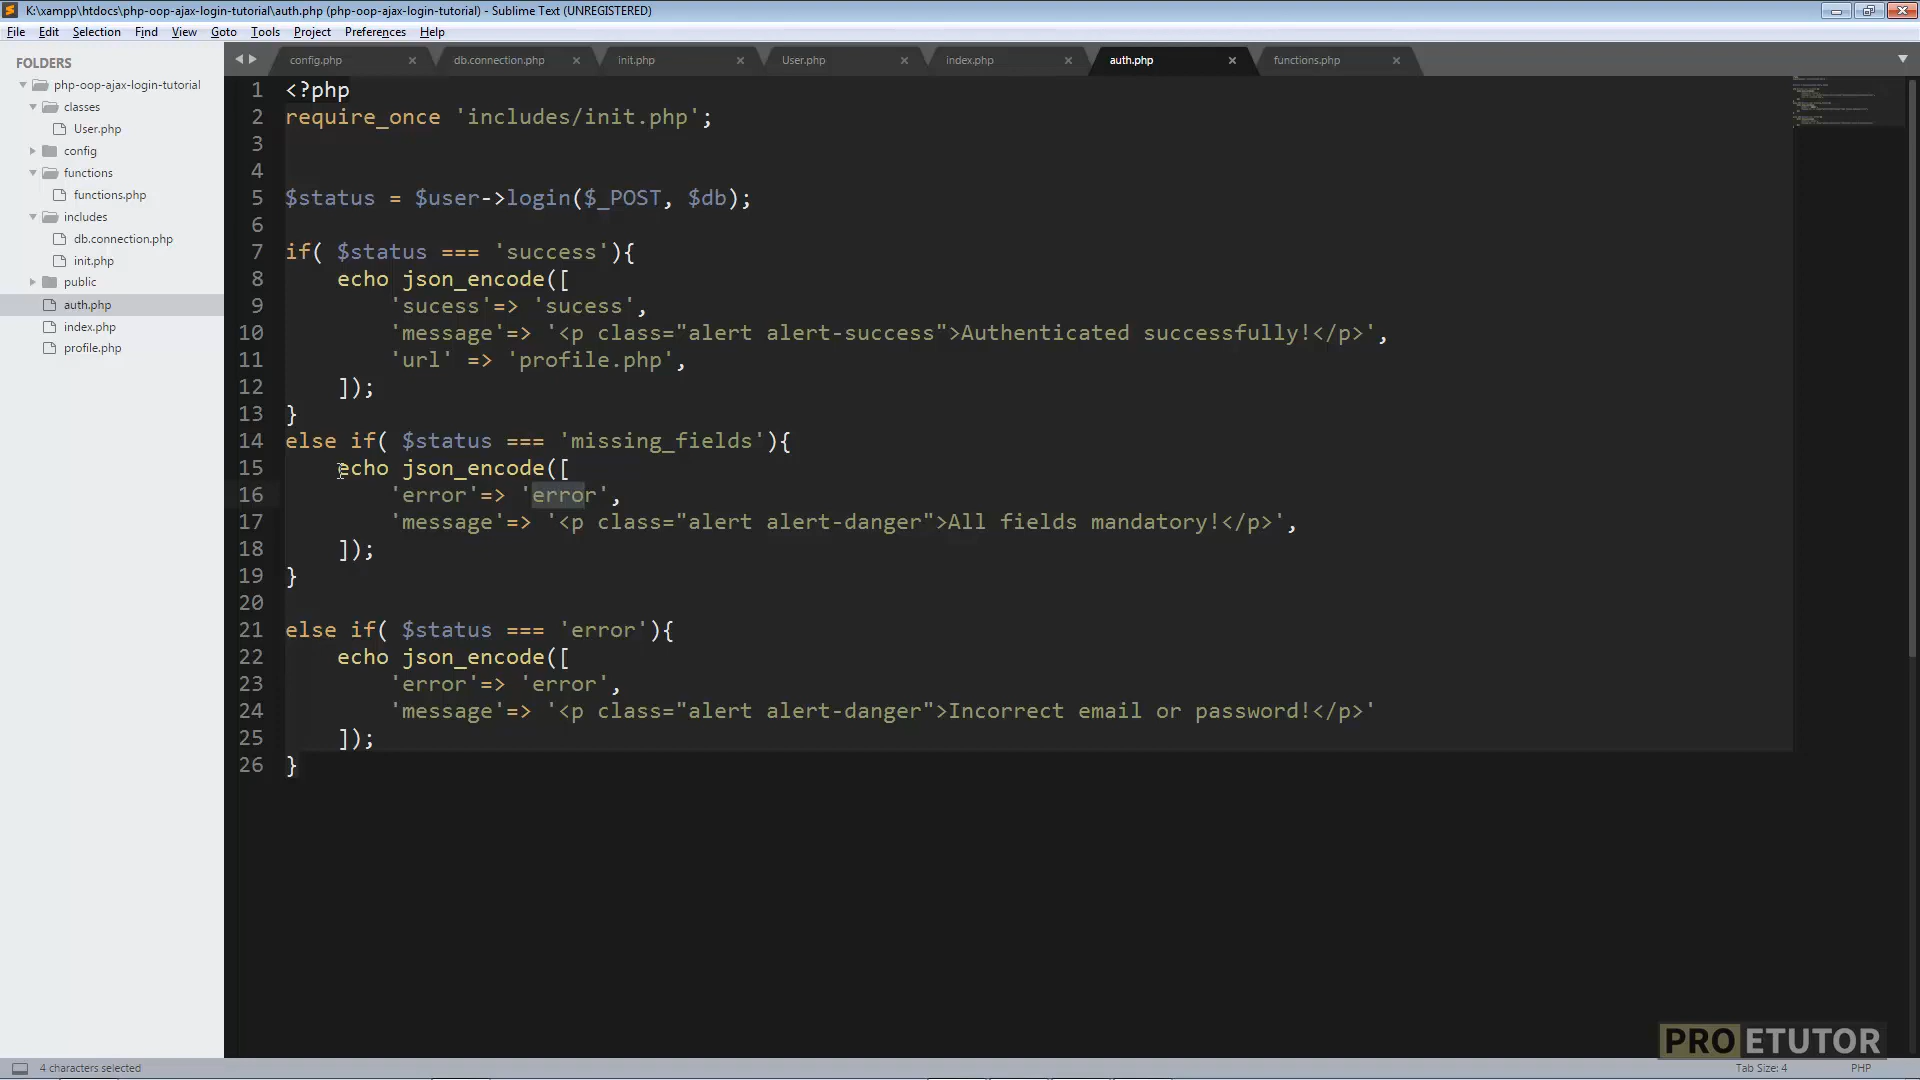 K:\xampp\htdocs\php-oop-ajax-login-tutorial\auth.php (php-oop-ajax-login-tutorial) - Sublime Text (UNREGISTERED)
File Edit Selection Find View Goto Tools Project Preferences Help
FOLDERS
php-oop-ajax-login-tutorial
classes
User.php
config
functions
functions.php
includes
db.connection.php
init.php
public
auth.php
index.php
profile.php
config.php db.connection.php init.php User.php index.php auth.php functions.php
1 <?php
2 require_once 'includes/init.php';
3
4
5 $status = $user->login($_POST, $db);
6
7 if( $status === 'success'){
8 echo json_encode([
9 'sucess'=> 'sucess',
10 'message'=> '<p class="alert alert-success">Authenticated successfully!</p>',
11 'url' => 'profile.php',
12 ]);
13 }
14 else if( $status === 'missing_fields'){
15 echo json_encode([
16 'error'=> 'error',
17 'message'=> '<p class="alert alert-danger">All fields mandatory!</p>',
18 ]);
19 }
20
21 else if( $status === 'error'){
22 echo json_encode([
23 'error'=> 'error',
24 'message'=> '<p class="alert alert-danger">Incorrect email or password!</p>'
25 ]);
26 }
PROETUTOR
4 characters selected
Tab Size: 4 PHP